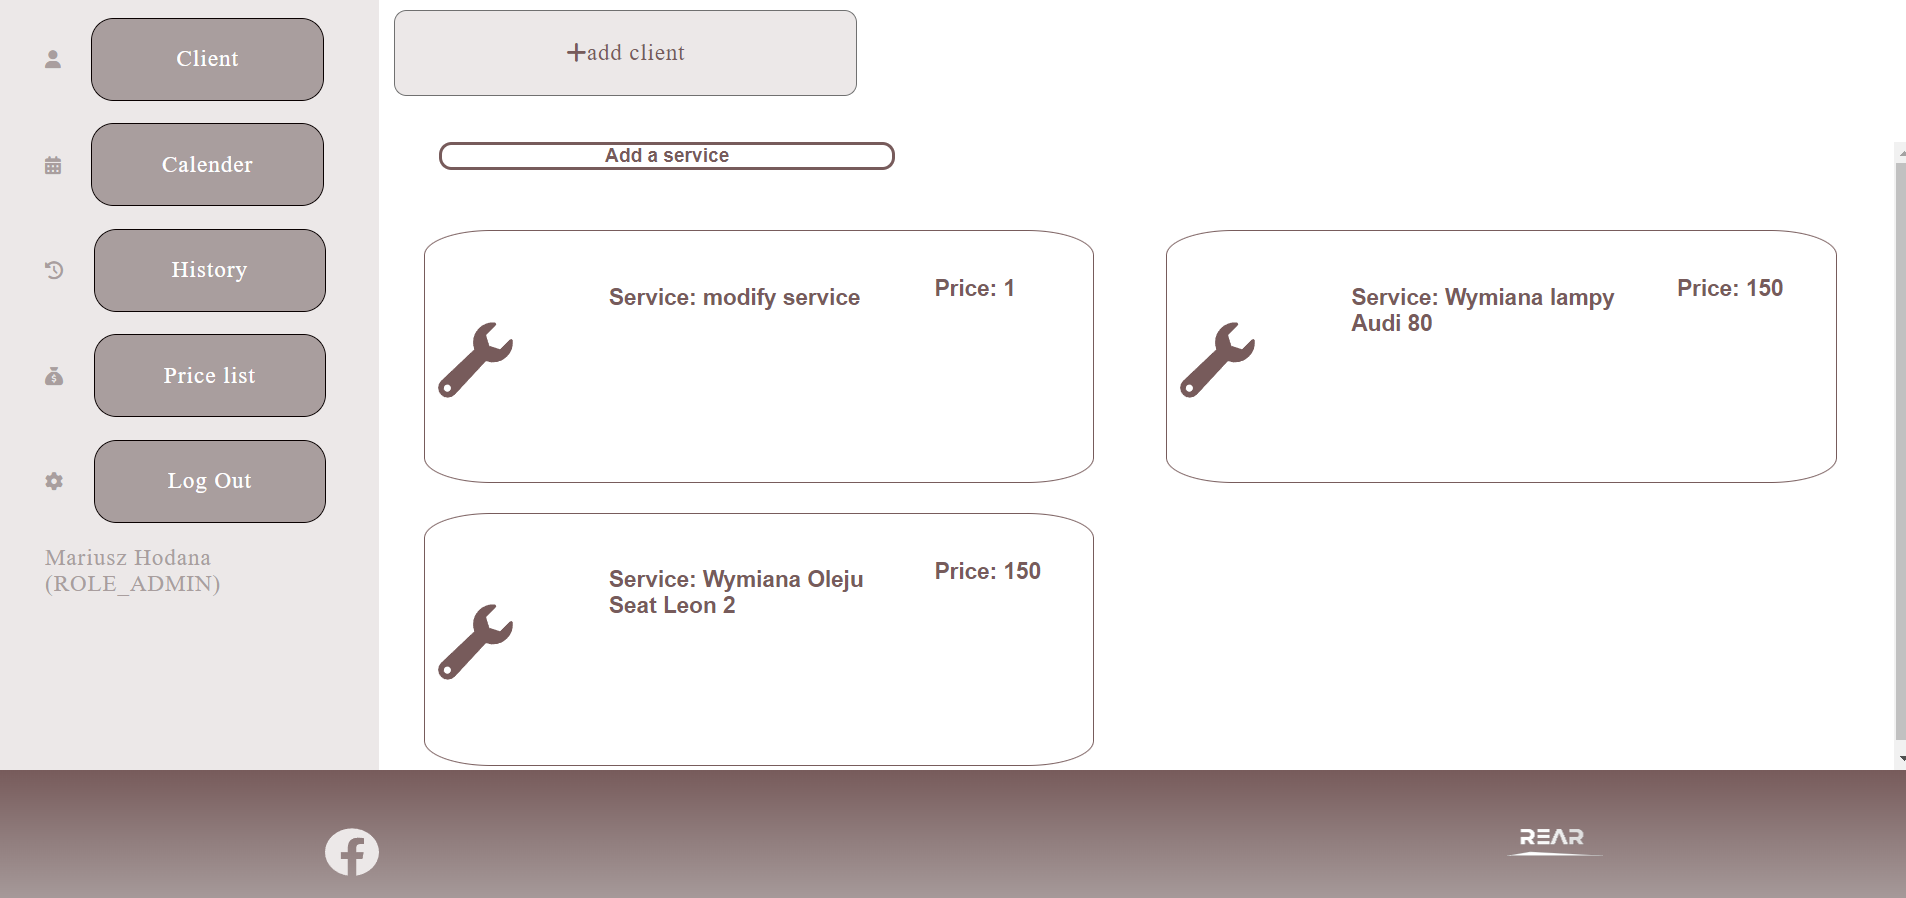 Client
Calender
History
Price list
Log Out
Mariusz Hodana
(ROLE_ADMIN)
add client
Add a service
Service: modify service
Price: 1
Service: Wymiana lampy
Audi 80
Price: 150
Service: Wymiana Oleju
Seat Leon 2
Price: 150
REAR